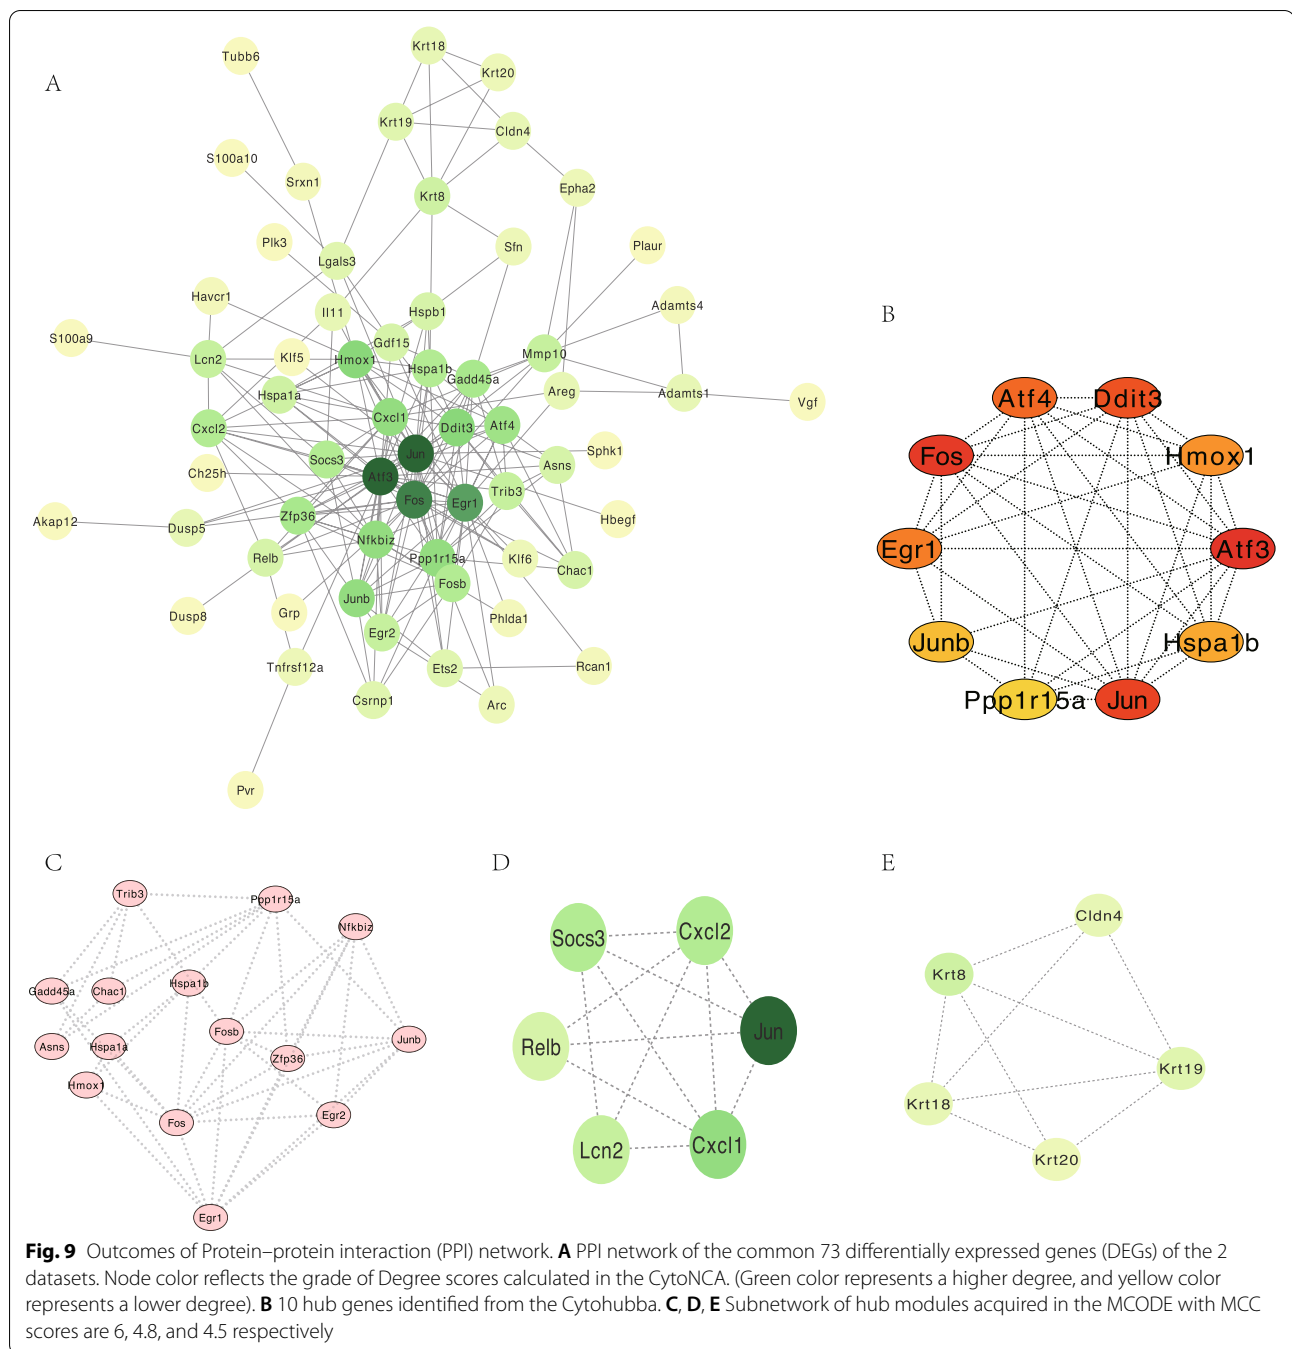 A
Tubb6
Krt18
Krt20
Krt19
Cldn4
S100a10
Srxn1
Krt8
Epha2
Plk3
Sfn
Plaur
Lgals3
Havcr1
Il11
Hspb1
Adamts4
S100a9
Lcn2
Klf5
Hmox1
Gdf15
Hspa1b
Gadd45a
Mmp10
Hspa1a
Areg
Adamts1
Vgf
Cxcl2
Cxcl1
Ddit3
Atf4
Socs3
Jun
Sphk1
Ch25h
Atf3
Asns
Fos
Egr1
Trib3
Akap12
Dusp5
Zfp36
Hbegf
Nfkbiz
Relb
Ppp1r15a
Klf6
Chac1
Fosb
Junb
Dusp8
Grp
Phlda1
Egr2
Tnfrsf12a
Ets2
Rcan1
Csrnp1
Arc
Pvr
B
Atf4
Ddit3
Fos
Hmox1
Egr1
Atf3
Junb
Hspa1b
Ppp1r15a
Jun
C
Trib3
Ppp1r15a
Nfkbiz
Gadd45a
Chac1
Hspa1b
Fosb
Junb
Asns
Hspa1a
Zfp36
Hmox1
Fos
Egr2
Egr1
D
Socs3
Cxcl2
Jun
Relb
Lcn2
Cxcl1
E
Cldn4
Krt8
Krt19
Krt18
Krt20
Fig. 9 Outcomes of Protein–protein interaction (PPI) network. A PPI network of the common 73 differentially expressed genes (DEGs) of the 2
datasets. Node color reflects the grade of Degree scores calculated in the CytoNCA. (Green color represents a higher degree, and yellow color
represents a lower degree). B 10 hub genes identified from the Cytohubba. C, D, E Subnetwork of hub modules acquired in the MCODE with MCC
scores are 6, 4.8, and 4.5 respectively